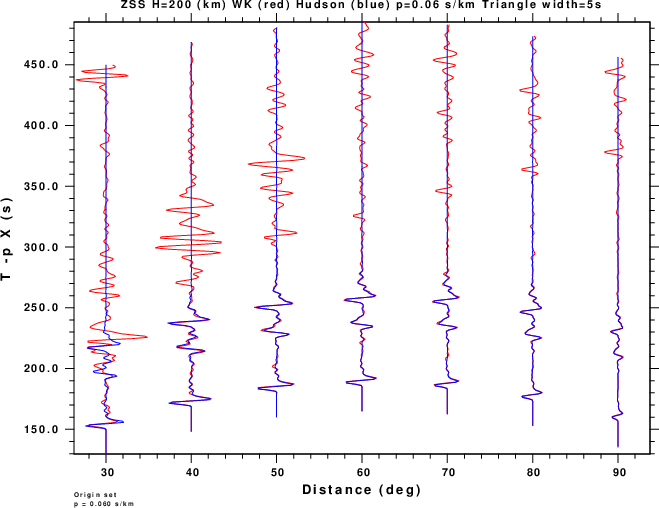 ZSS H=200 (km) WK (red) Hudson (blue) p=0.06 s/km Triangle width=5s
450.0
400.0
350.0
300.0
250.0
200.0
150.0
T -p X (s)
30 40 50 60 70 80 90
Distance (deg)
Origin set
p = 0.060 s/km